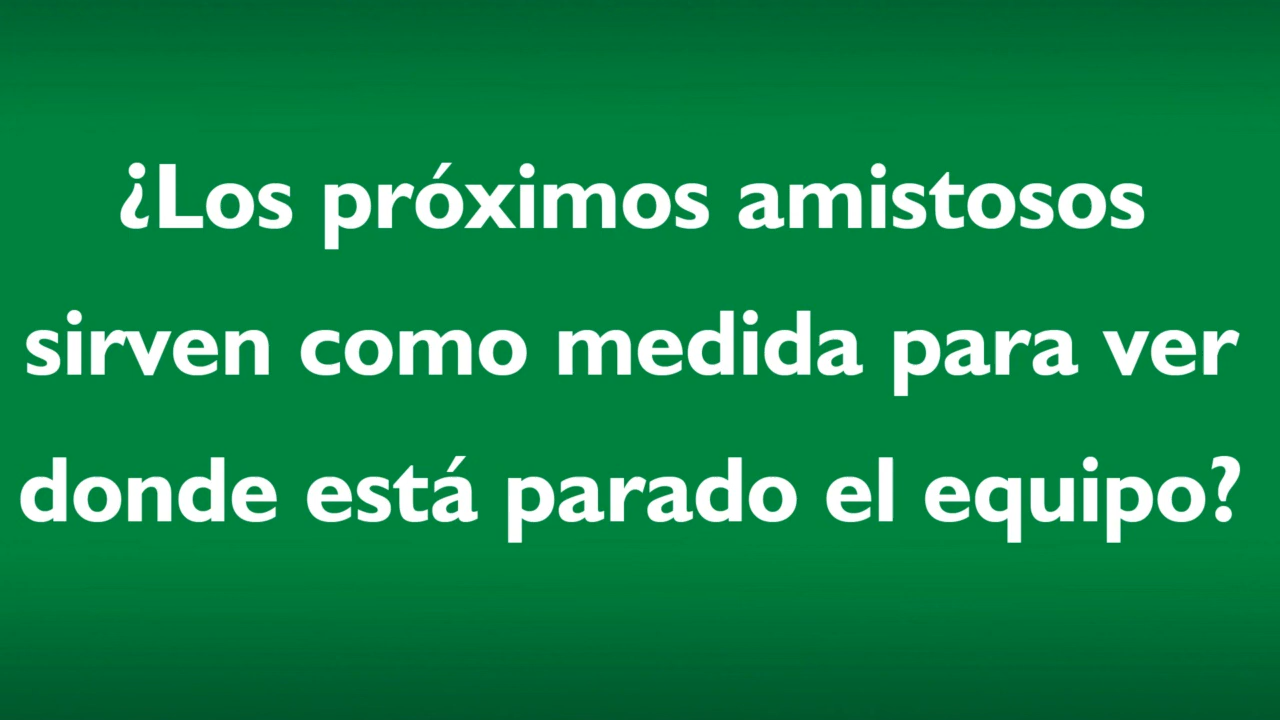 ¿Los próximos amistosos
sirven como medida para ver
donde está parado el equipo?